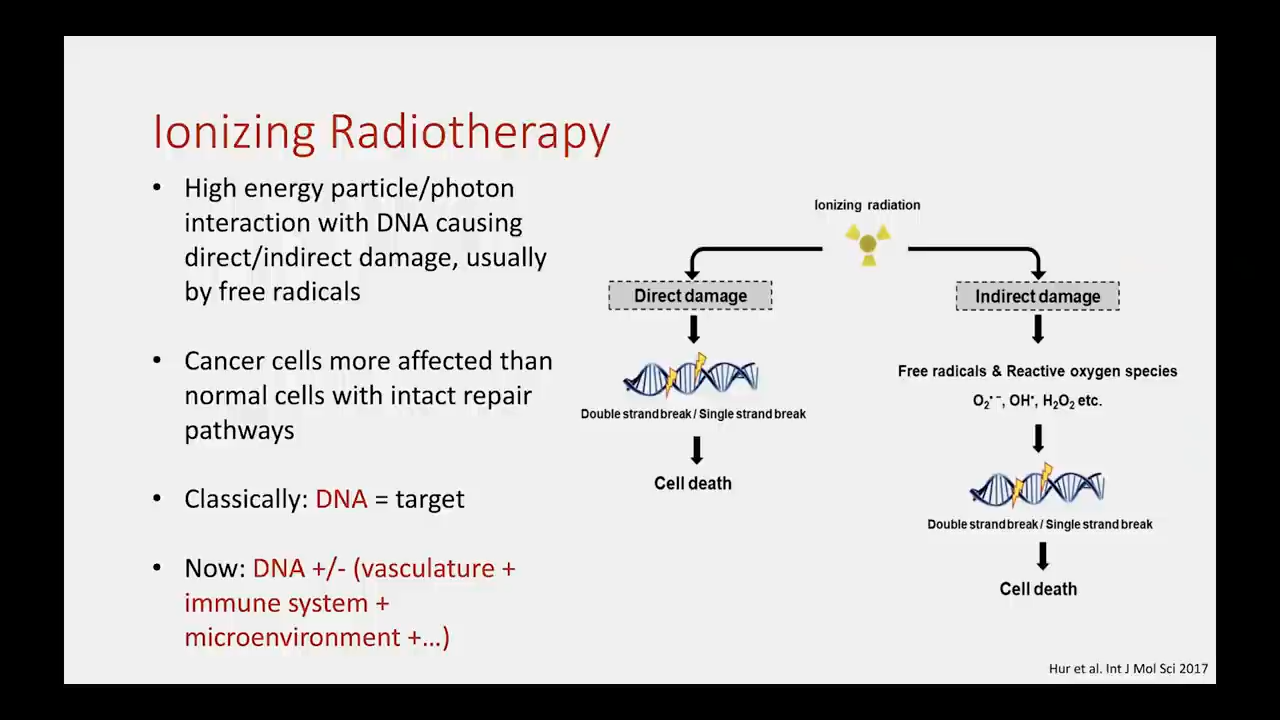 Ionizing Radiotherapy
• High energy particle/photon
interaction with DNA causing
direct/indirect damage, usually
by free radicals
• Cancer cells more affected than
normal cells with intact repair
pathways
• Classically: DNA = target
• Now: DNA +/- (vasculature +
immune system +
microenvironment +…)
Ionizing radiation
Direct damage
Double strand break / Single strand break
Cell death
Indirect damage
Free radicals & Reactive oxygen species
O₂•−, OH•, H₂O₂ etc.
Double strand break / Single strand break
Cell death
Hur et al. Int J Mol Sci 2017